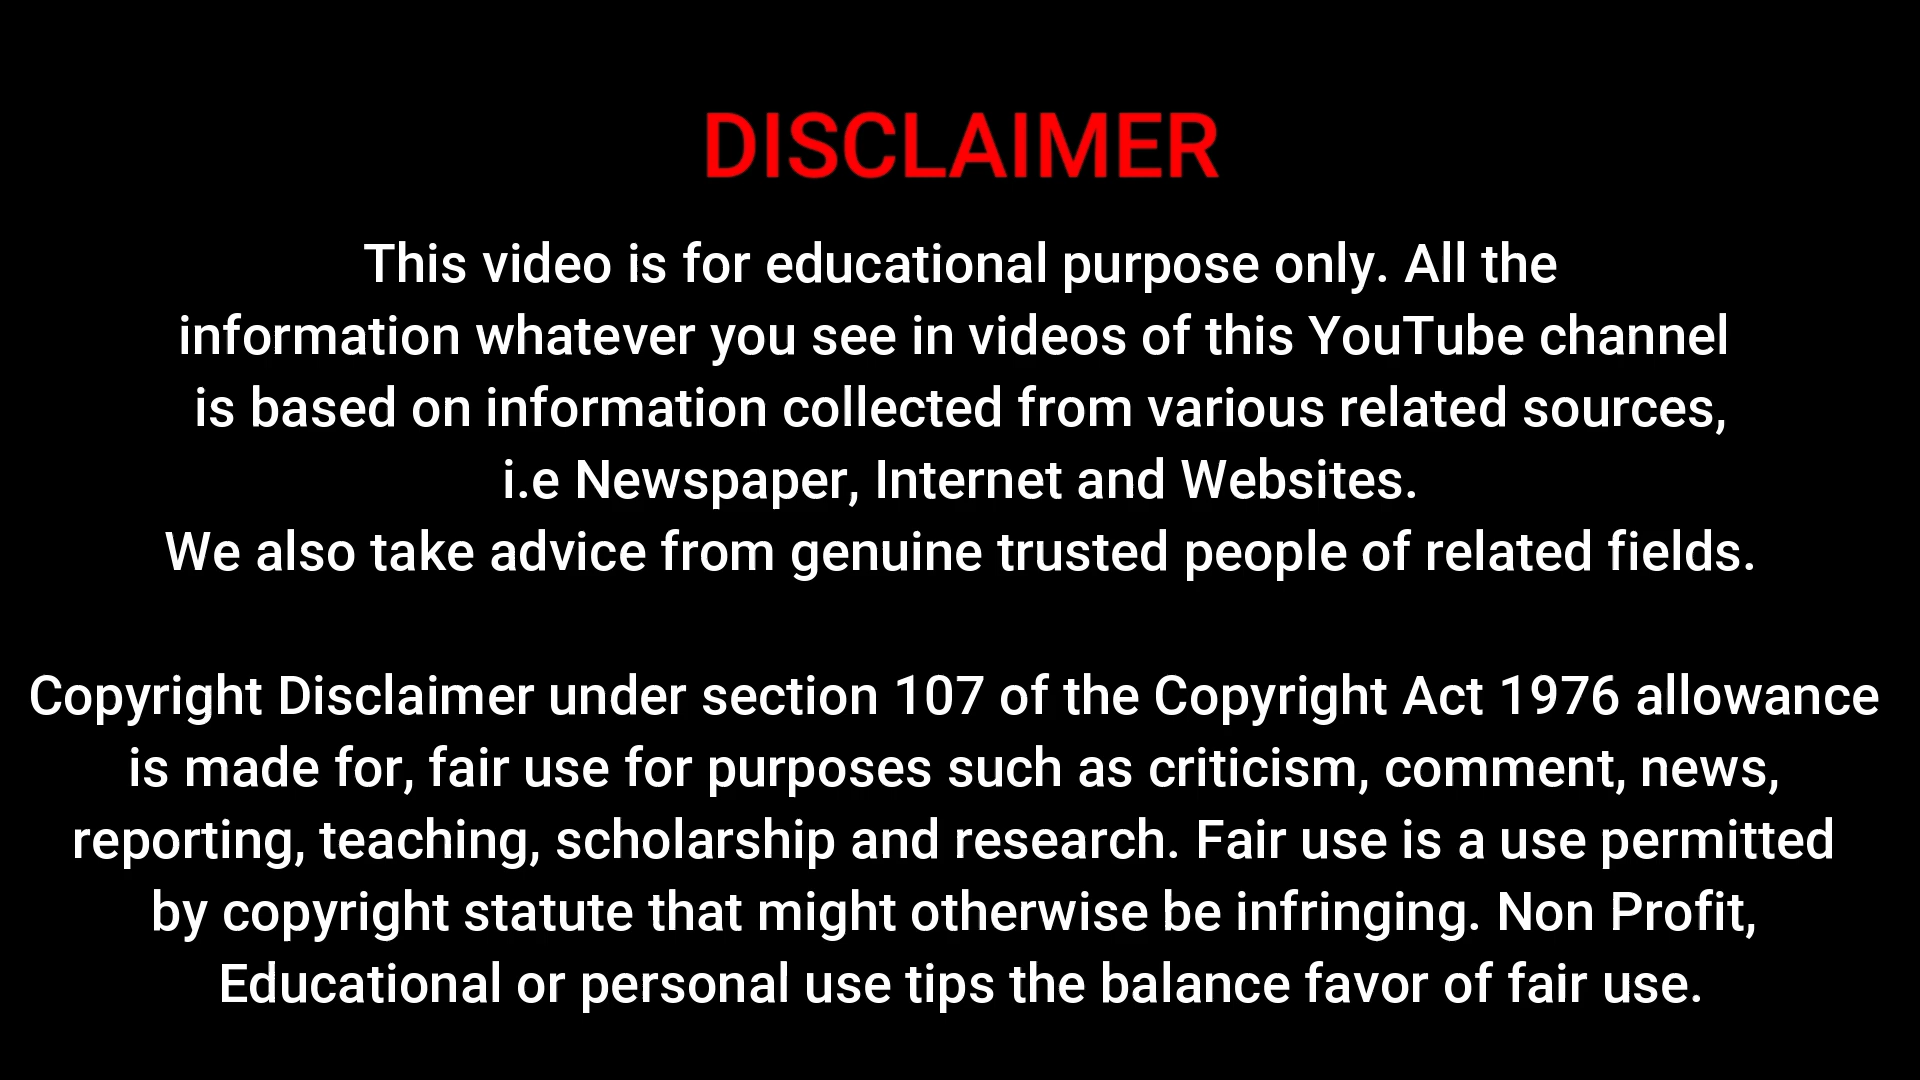 DISCLAIMER
This video is for educational purpose only. All the
information whatever you see in videos of this YouTube channel
is based on information collected from various related sources,
i.e Newspaper, Internet and Websites.
We also take advice from genuine trusted people of related fields.
Copyright Disclaimer under section 107 of the Copyright Act 1976 allowance
is made for, fair use for purposes such as criticism, comment, news,
reporting, teaching, scholarship and research. Fair use is a use permitted
by copyright statute that might otherwise be infringing. Non Profit,
Educational or personal use tips the balance favor of fair use.